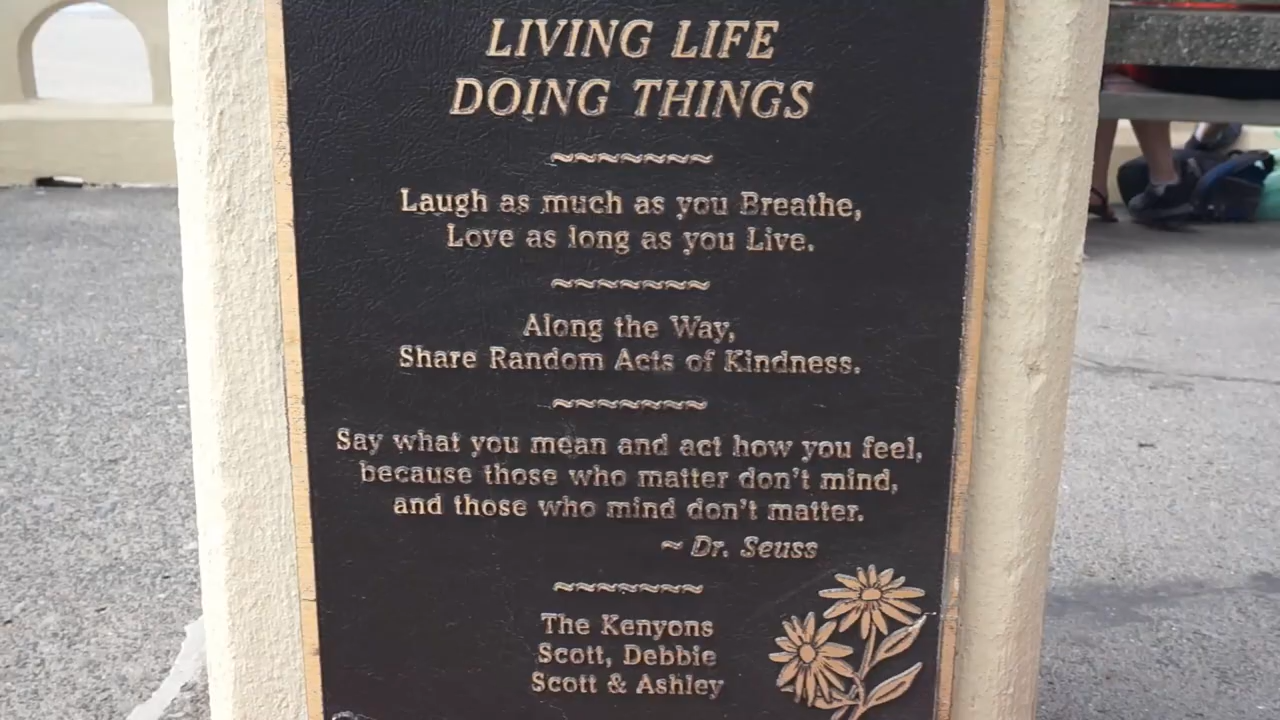 LIVING LIFE
DOING THINGS
~~~~~~~
Laugh as much as you Breathe,
Love as long as you Live.
~~~~~~~
Along the Way,
Share Random Acts of Kindness.
~~~~~~~
Say what you mean and act how you feel,
because those who matter don't mind,
and those who mind don't matter.
~ Dr. Seuss
~~~~~~~
The Kenyons
Scott, Debbie
Scott & Ashley